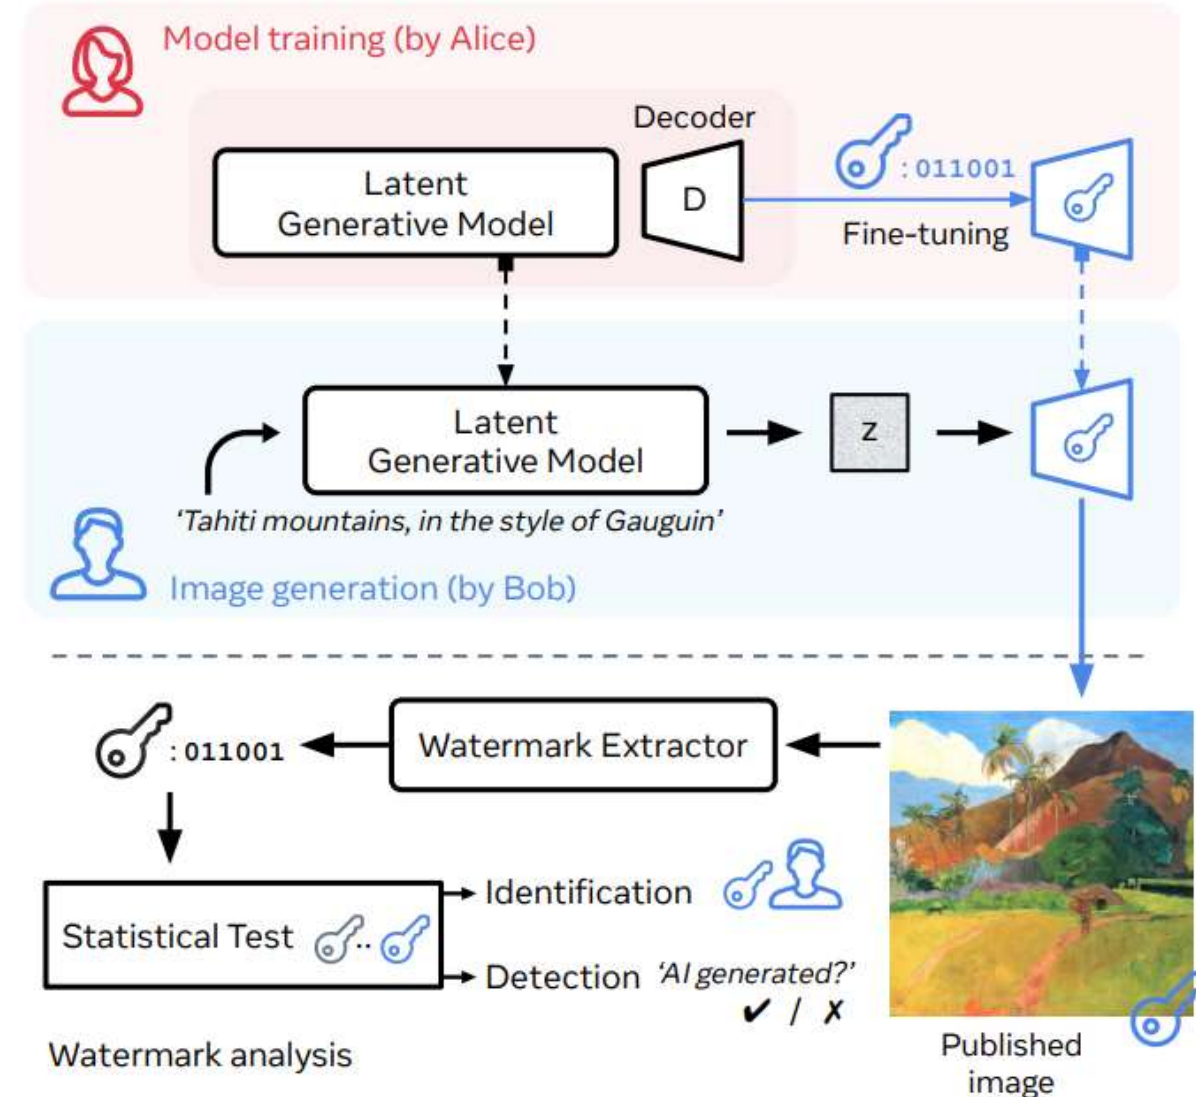 Model training (by Alice)
Decoder
Latent
Generative Model
D
: 011001
Fine-tuning
Latent
Generative Model
z
'Tahiti mountains, in the style of Gauguin'
Image generation (by Bob)
: 011001
Watermark Extractor
Statistical Test
..
Identification
Detection
'AI generated?'
✔ / ✗
Watermark analysis
Published
image